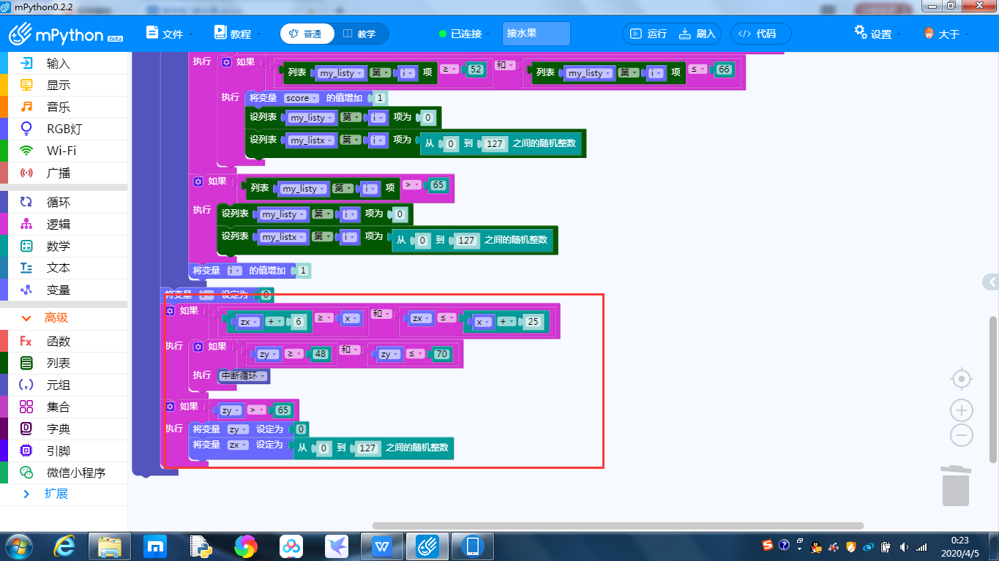 mPython0.2.2
mPython Beta
文件
教程
普通
教学
已连接
接水果
运行
刷入
代码
设置
大于
输入
显示
音乐
RGB灯
Wi-Fi
广播
循环
逻辑
数学
文本
变量
高级
函数
列表
元组
集合
字典
引脚
微信小程序
扩展
执行 如果 列表 my_listy 第 i 项 ≥ 52 和 列表 my_listy 第 i 项 ≤ 66
执行 将变量 score 的值增加 1
设列表 my_listy 第 i 项为 0
设列表 my_listx 第 i 项为 从 0 到 127 之间的随机整数
如果 列表 my_listy 第 i 项 > 65
执行 设列表 my_listy 第 i 项为 0
设列表 my_listx 第 i 项为 从 0 到 127 之间的随机整数
将变量 i 的值增加 1
将变量 i 设定为 0
如果 zx + 6 ≥ x 和 zx ≤ x + 25
执行 如果 zy ≥ 48 和 zy ≤ 70
执行 中断循环
如果 zy > 65
执行 将变量 zy 设定为 0
将变量 zx 设定为 从 0 到 127 之间的随机整数
0:23
2020/4/5